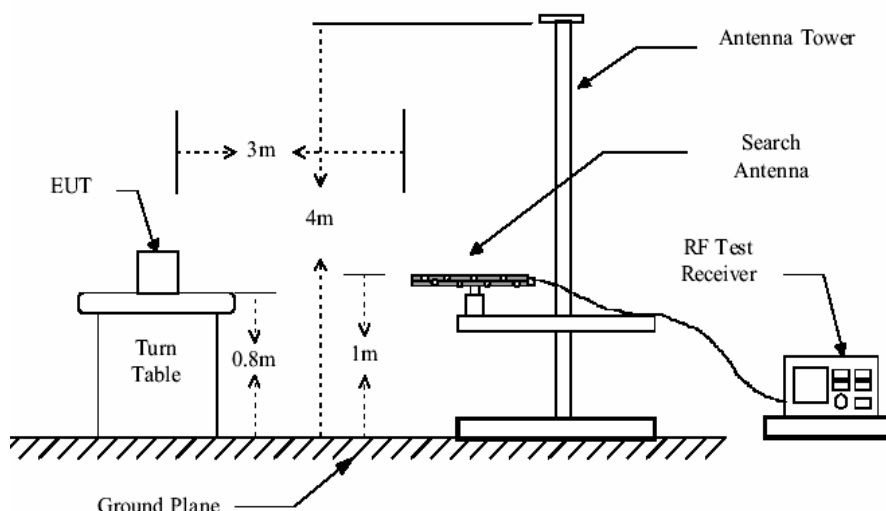 Antenna Tower
3m
Search
Antenna
EUT
4m
RF Test
Receiver
Turn
Table
0.8m
1m
Ground Plane